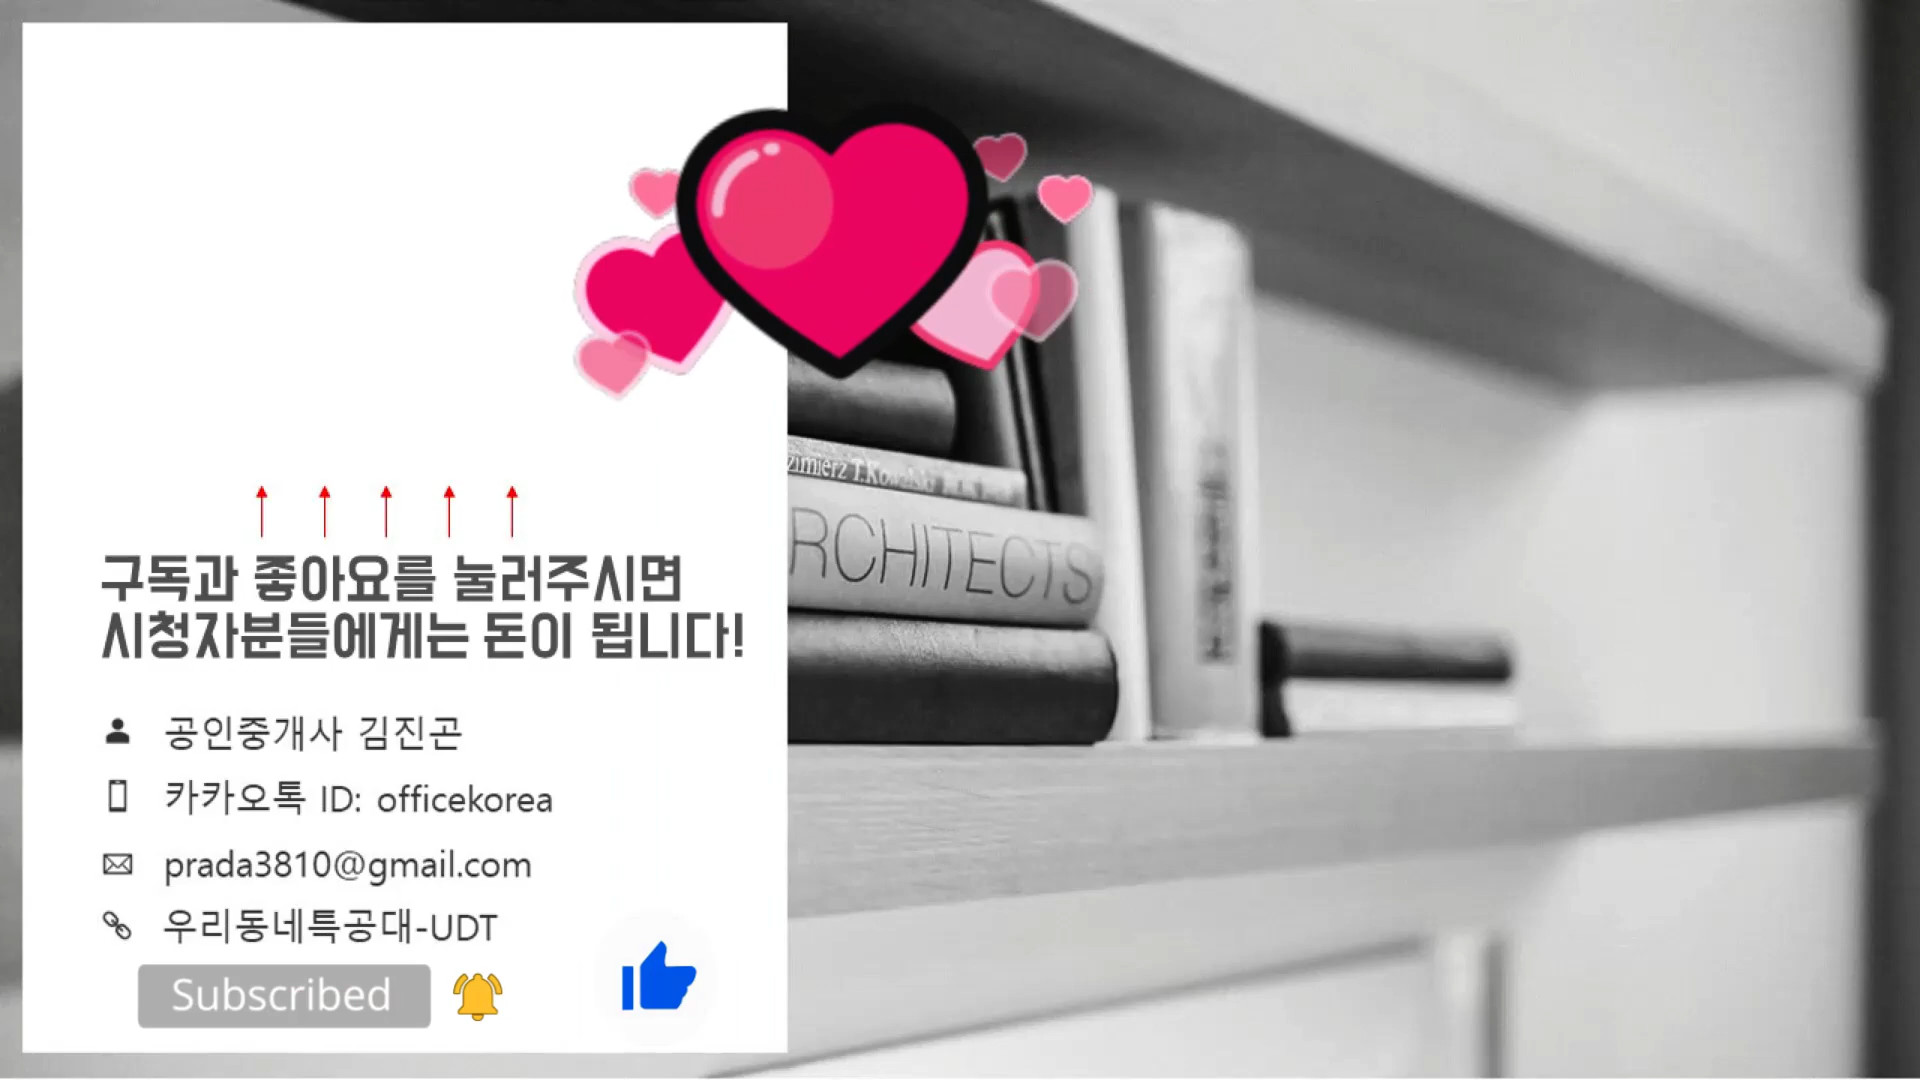 구독과 좋아요를 눌러주시면
시청자분들에게는 돈이 됩니다!
공인중개사 김진곤
카카오톡 ID: officekorea
prada3810@gmail.com
우리동네특공대-UDT
Subscribed
zimierz T.Kowalski
RCHITECTS